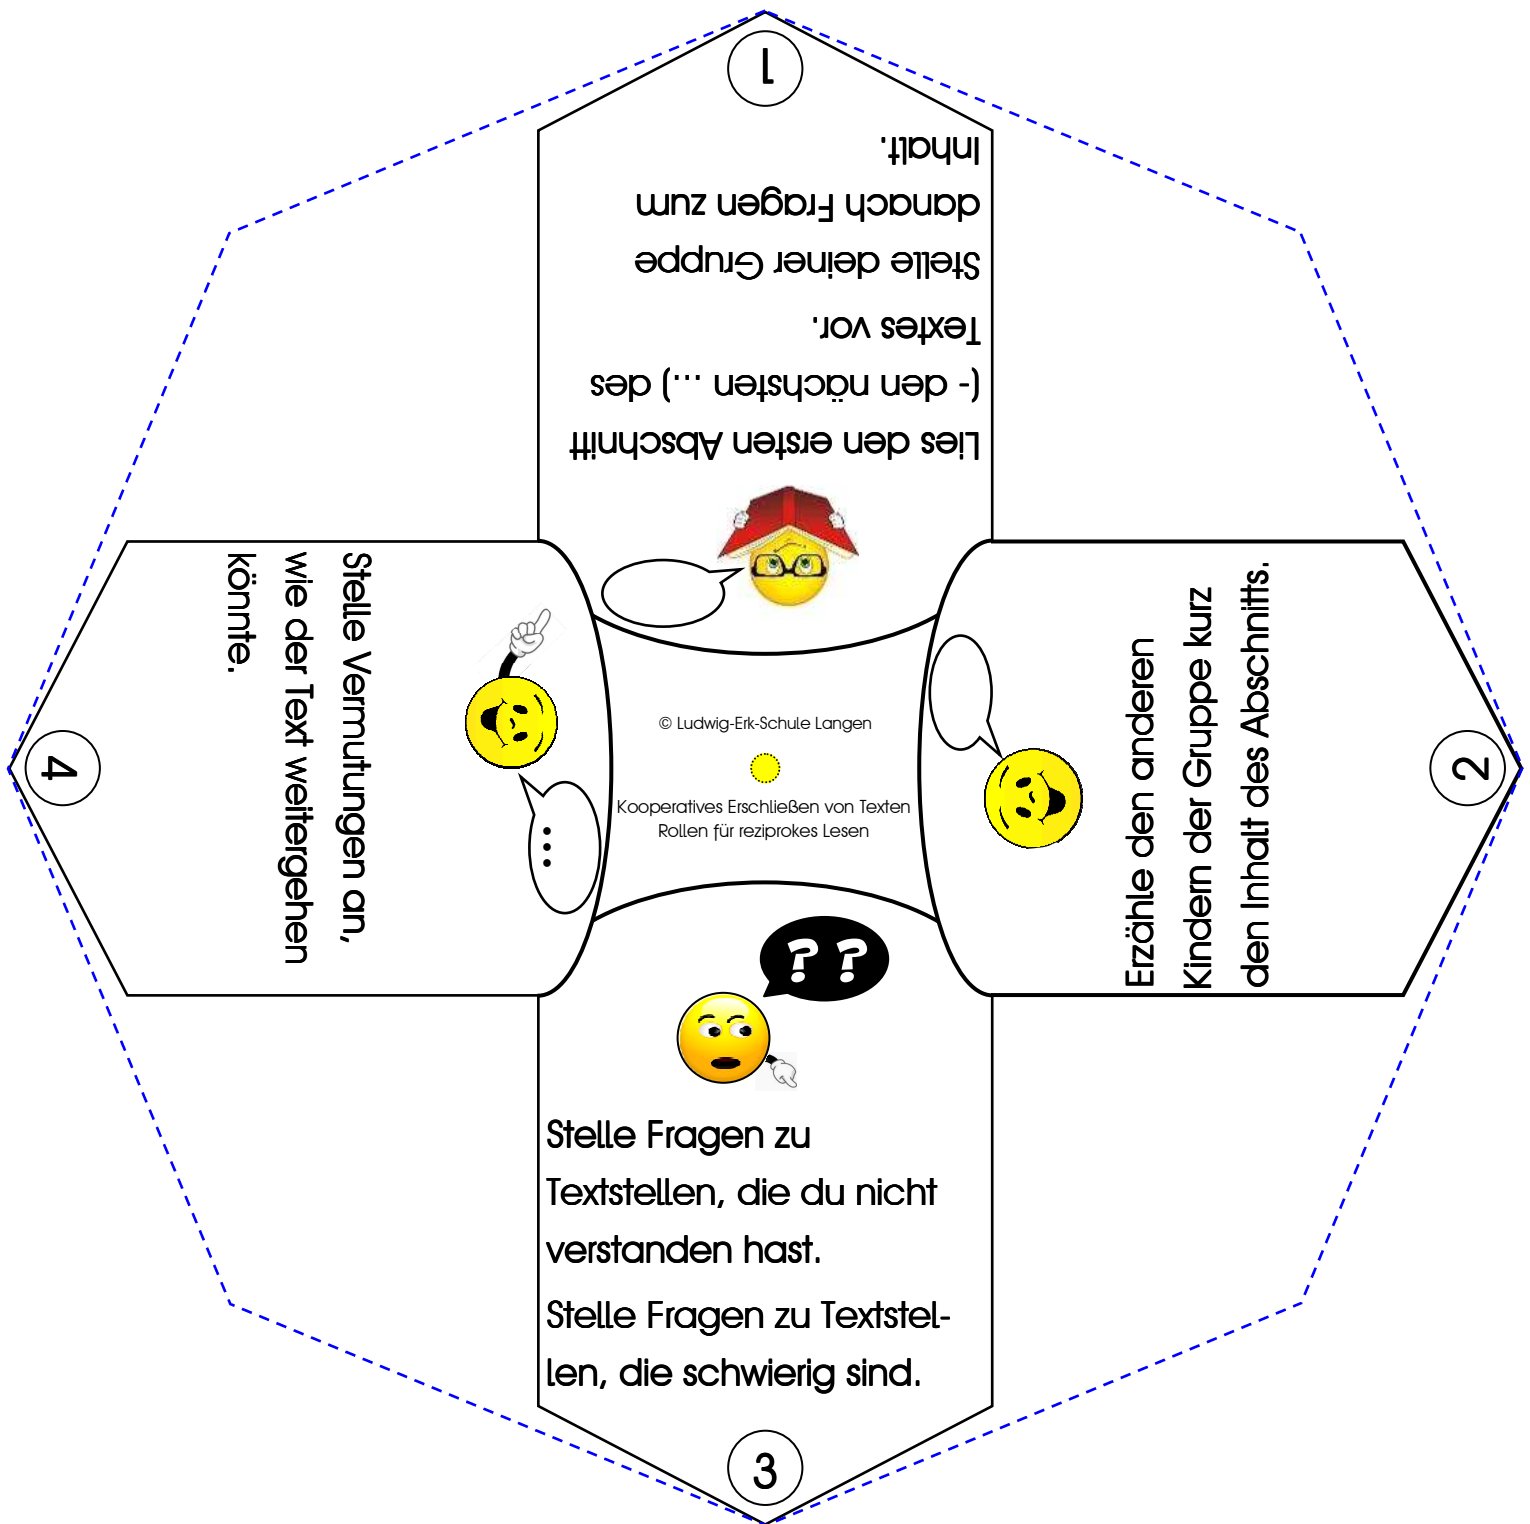 1
Lies den ersten Abschnitt
(- den nächsten ...) des
Textes vor.
Stelle deiner Gruppe
danach Fragen zum
Inhalt.
2
Erzähle den anderen
Kindern der Gruppe kurz
den Inhalt des Abschnitts.
? ?
Stelle Fragen zu
Textstellen, die du nicht
verstanden hast.
Stelle Fragen zu Textstel-
len, die schwierig sind.
3
4
Stelle Vermutungen an,
wie der Text weitergehen
könnte.
...
© Ludwig-Erk-Schule Langen
Kooperatives Erschließen von Texten
Rollen für reziprokes Lesen